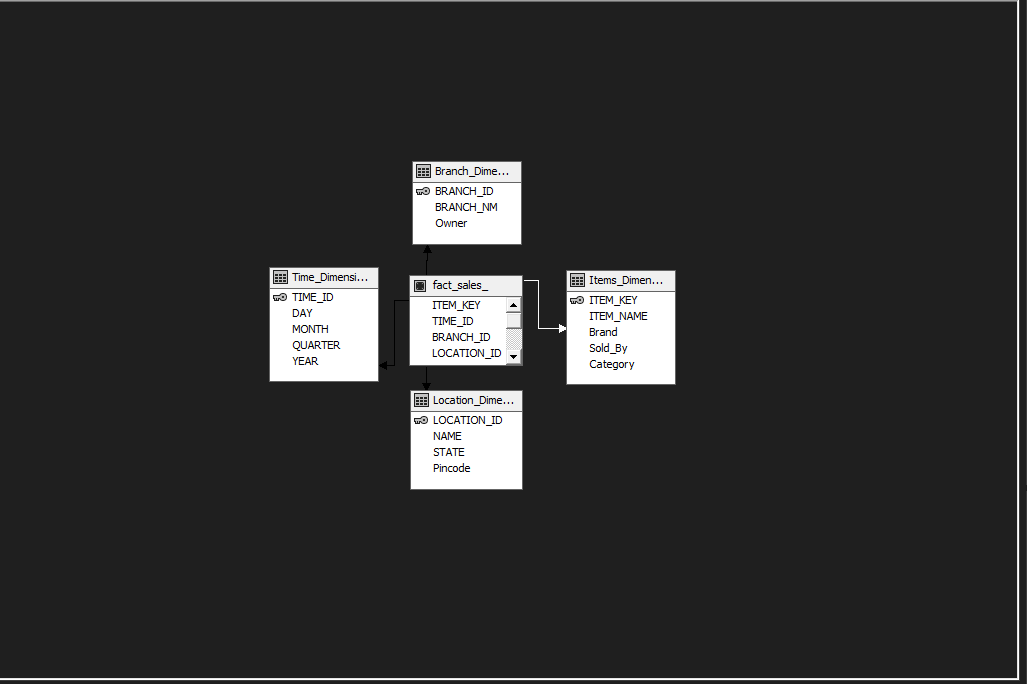 Branch_Dime...
BRANCH_ID
BRANCH_NM
Owner
Time_Dimensi...
TIME_ID
DAY
MONTH
QUARTER
YEAR
fact_sales_
ITEM_KEY
TIME_ID
BRANCH_ID
LOCATION_ID
Items_Dimen...
ITEM_KEY
ITEM_NAME
Brand
Sold_By
Category
Location_Dime...
LOCATION_ID
NAME
STATE
Pincode